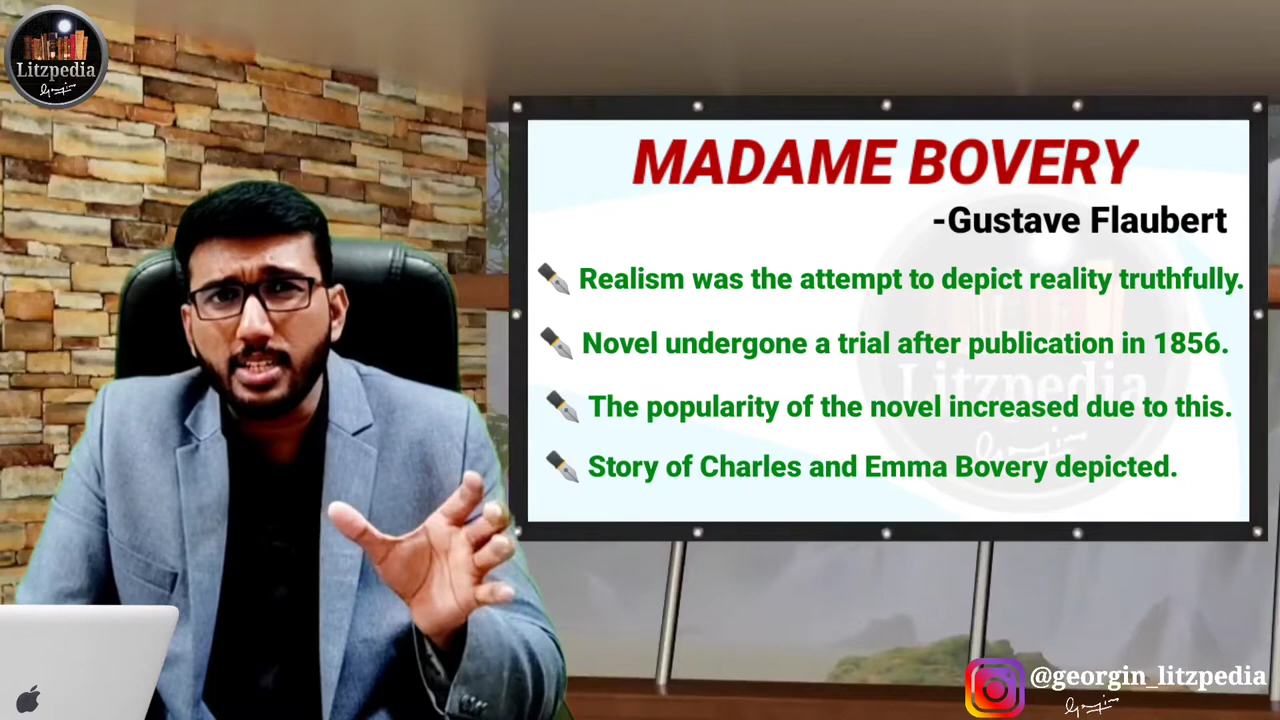 Litzpedia
MADAME BOVERY
-Gustave Flaubert
Realism was the attempt to depict reality truthfully.
Novel undergone a trial after publication in 1856.
The popularity of the novel increased due to this.
Story of Charles and Emma Bovery depicted.
Litzpedia
@georgin_litzpedia